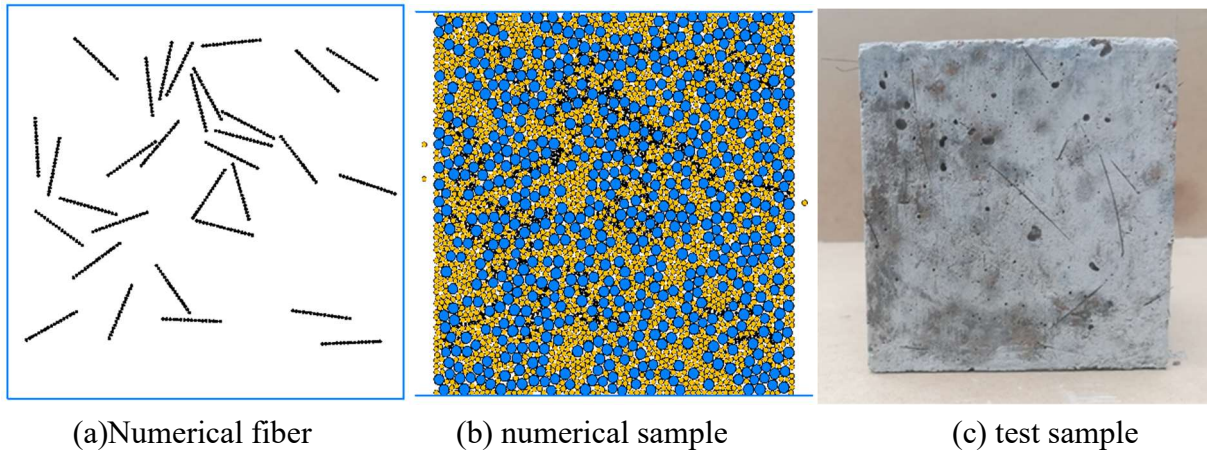 (a)Numerical fiber
(b) numerical sample
(c) test sample